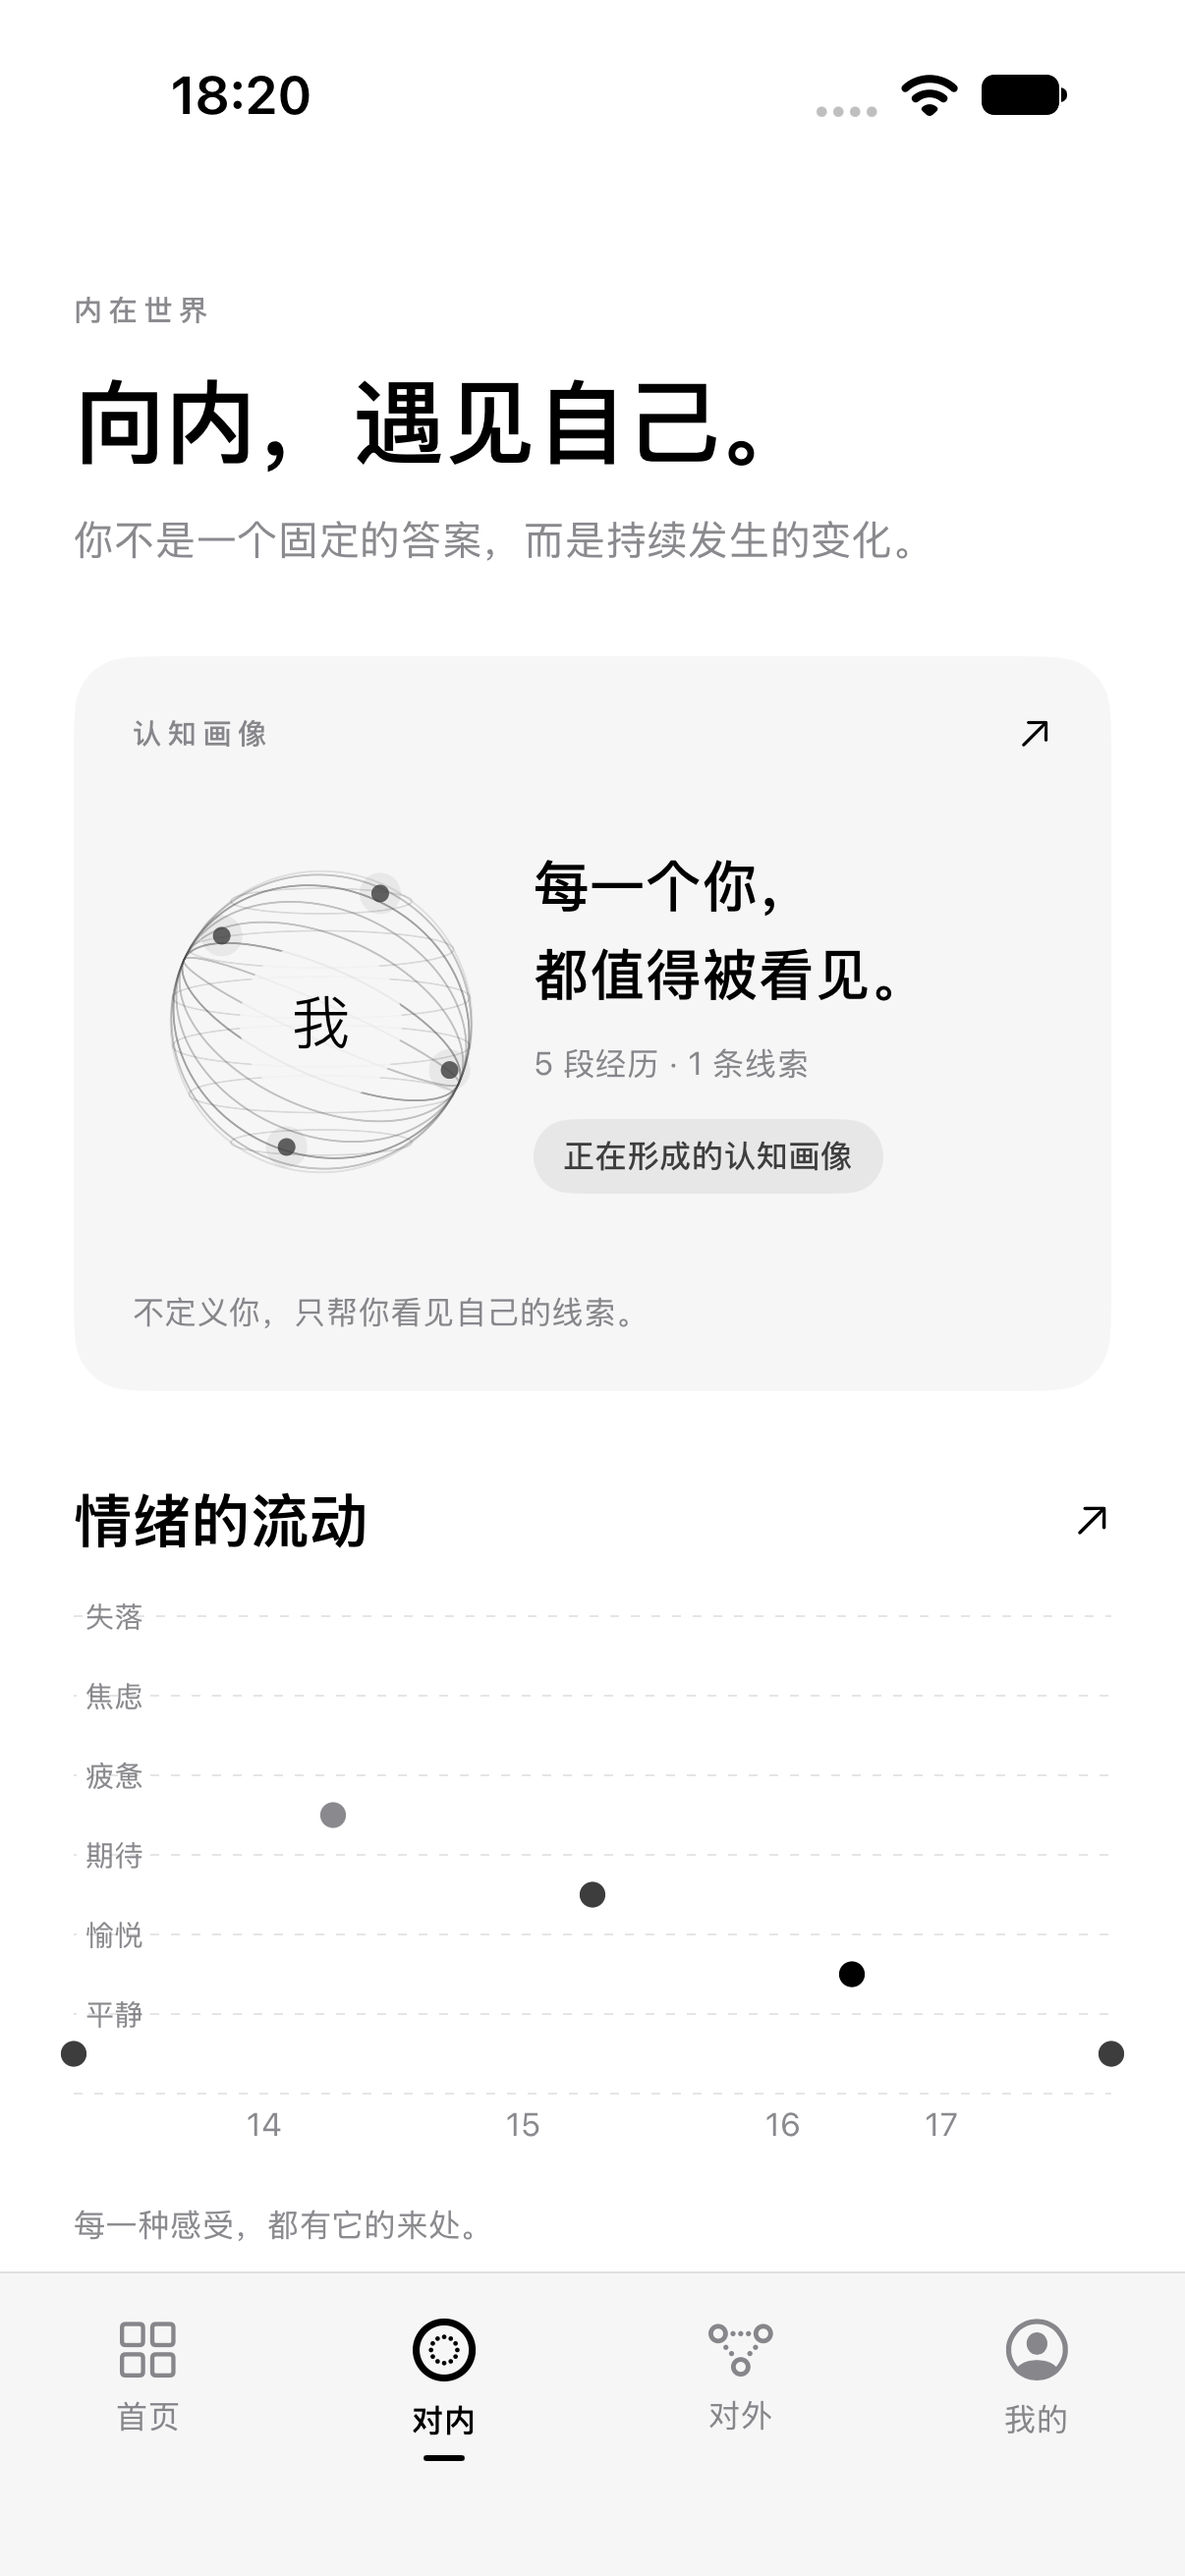 18:20
内在世界
向内，遇见自己。
你不是一个固定的答案，而是持续发生的变化。
认知画像
我
每一个你，
都值得被看见。
5 段经历 · 1 条线索
正在形成的认知画像
不定义你，只帮你看见自己的线索。
情绪的流动
失落
焦虑
疲惫
期待
愉悦
平静
14 15 16 17
每一种感受，都有它的来处。
首页 对内 对外 我的